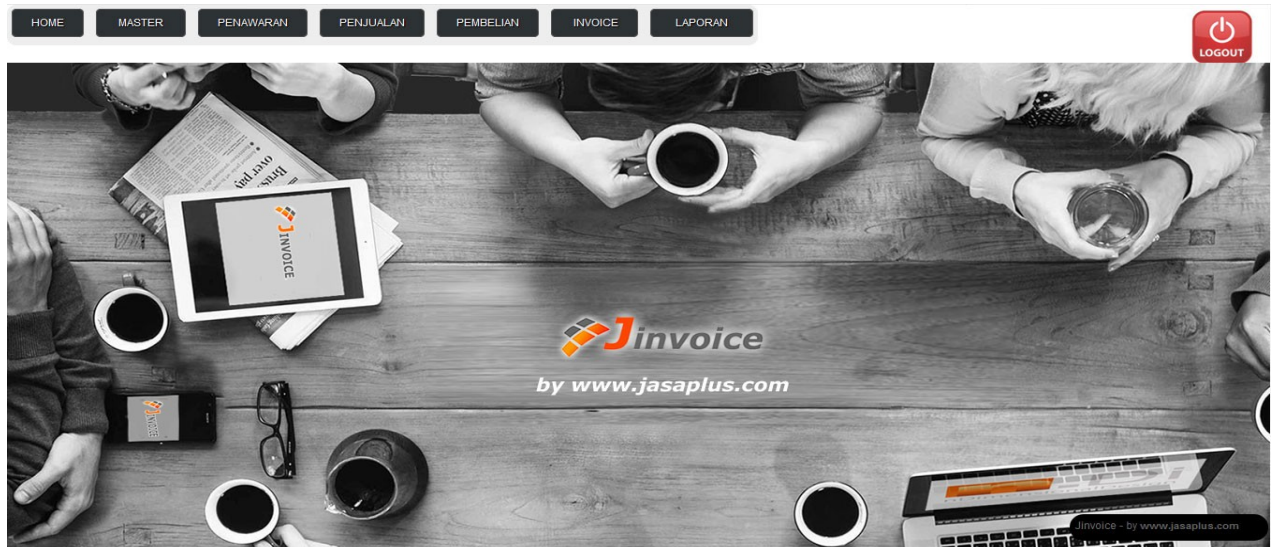 HOME MASTER PENAWARAN PENJUALAN PEMBELIAN INVOICE LAPORAN
LOGOUT
over pay
JINVOICE
Jinvoice
by www.jasaplus.com
JINVOICE
Jinvoice - by www.jasaplus.com